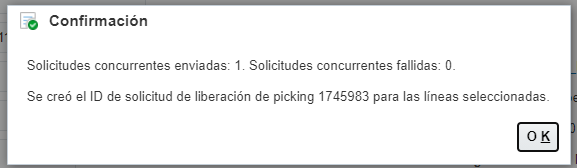 Confirmación
Solicitudes concurrentes enviadas: 1. Solicitudes concurrentes fallidas: 0.
Se creó el ID de solicitud de liberación de picking 1745983 para las líneas seleccionadas.
OK